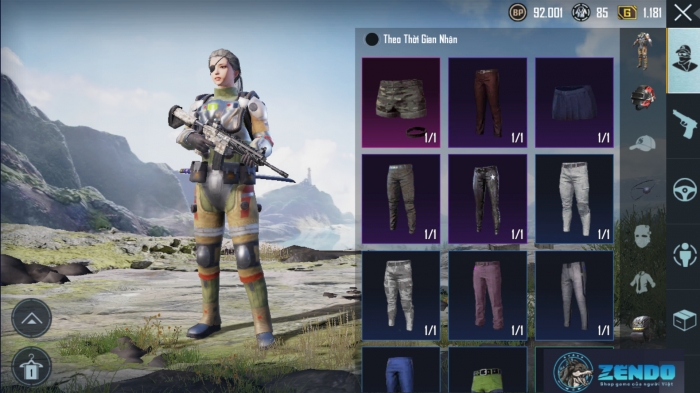 BP 92.001 85 G 1.181
Theo Thời Gian Nhận
1/1 1/1 1/1
1/1 1/1 1/1
1/1 1/1 1/1
ZENDO
Shop game của người Việt